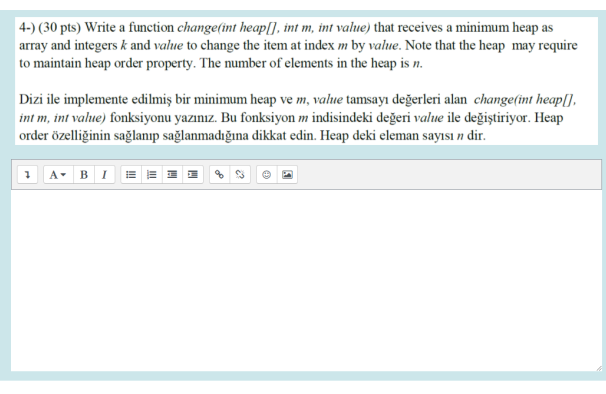 4-) (30 pts) Write a function change(int heap[], int m, int value) that receives a minimum heap as
array and integers k and value to change the item at index m by value. Note that the heap may require
to maintain heap order property. The number of elements in the heap is n.
Dizi ile implemente edilmiş bir minimum heap ve m, value tamsayı değerleri alan change(int heap[],
int m, int value) fonksiyonu yazınız. Bu fonksiyon m indisindeki değeri value ile değiştiriyor. Heap
order özelliğinin sağlanıp sağlanmadığına dikkat edin. Heap deki eleman sayısı n dir.
A B I